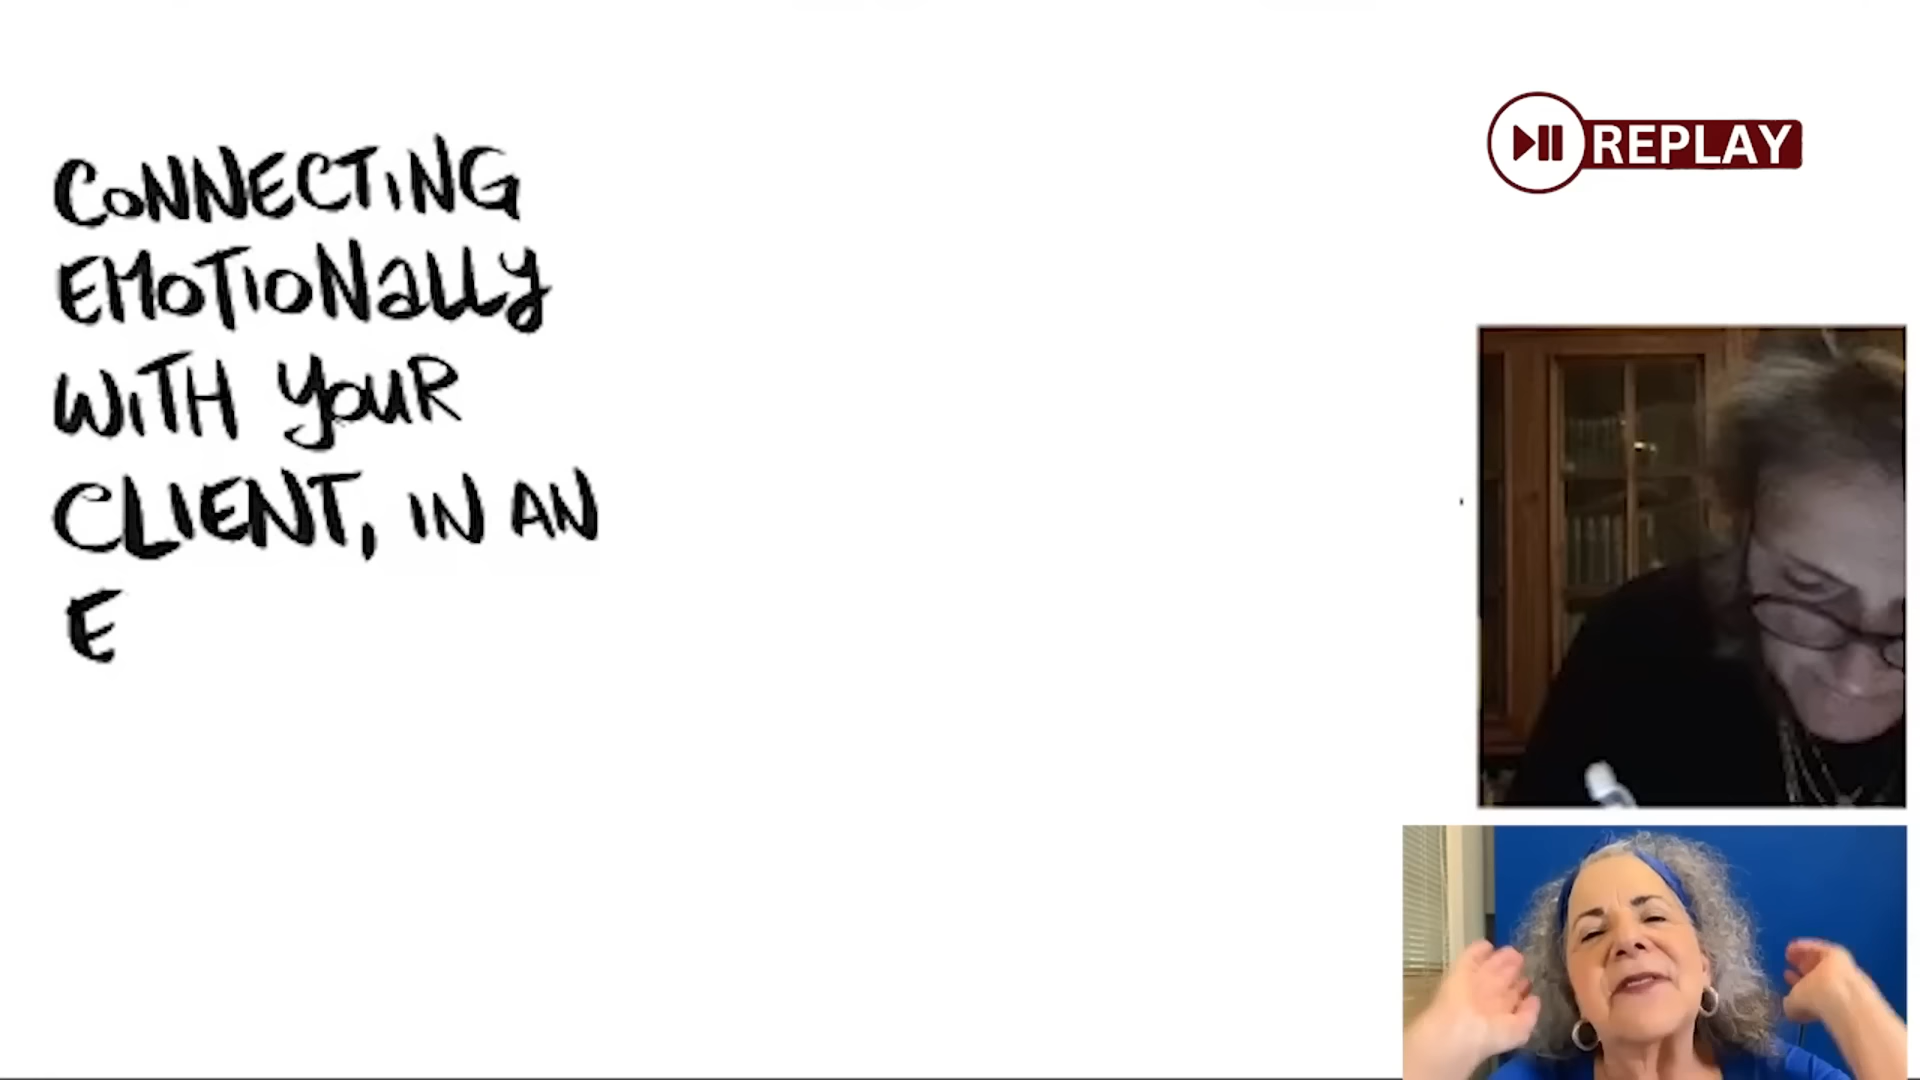 CONNECTING
EMOTIONALLY
WITH YOUR
CLIENT, IN AN
E
REPLAY